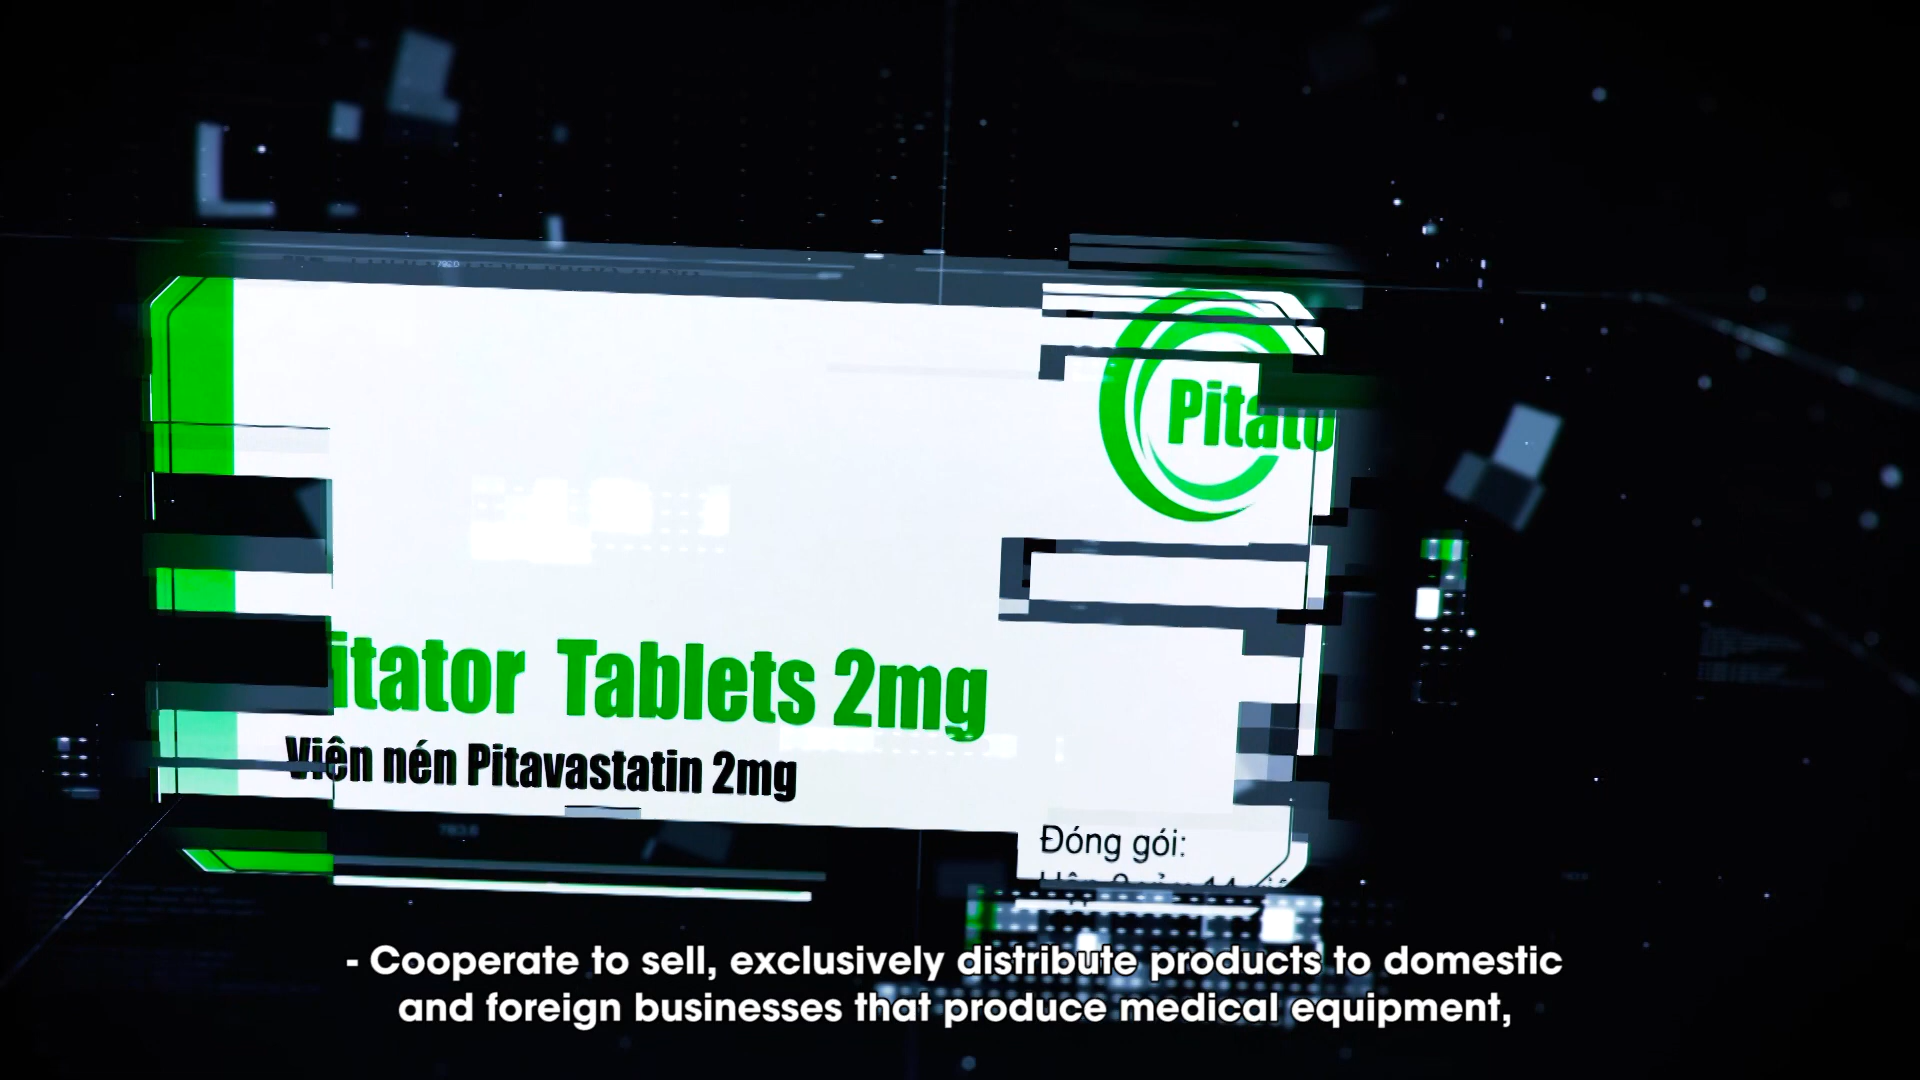 Pitato
itator Tablets 2mg
Viên nén Pitavastatin 2mg
Đóng gói:
- Cooperate to sell, exclusively distribute products to domestic
and foreign businesses that produce medical equipment,